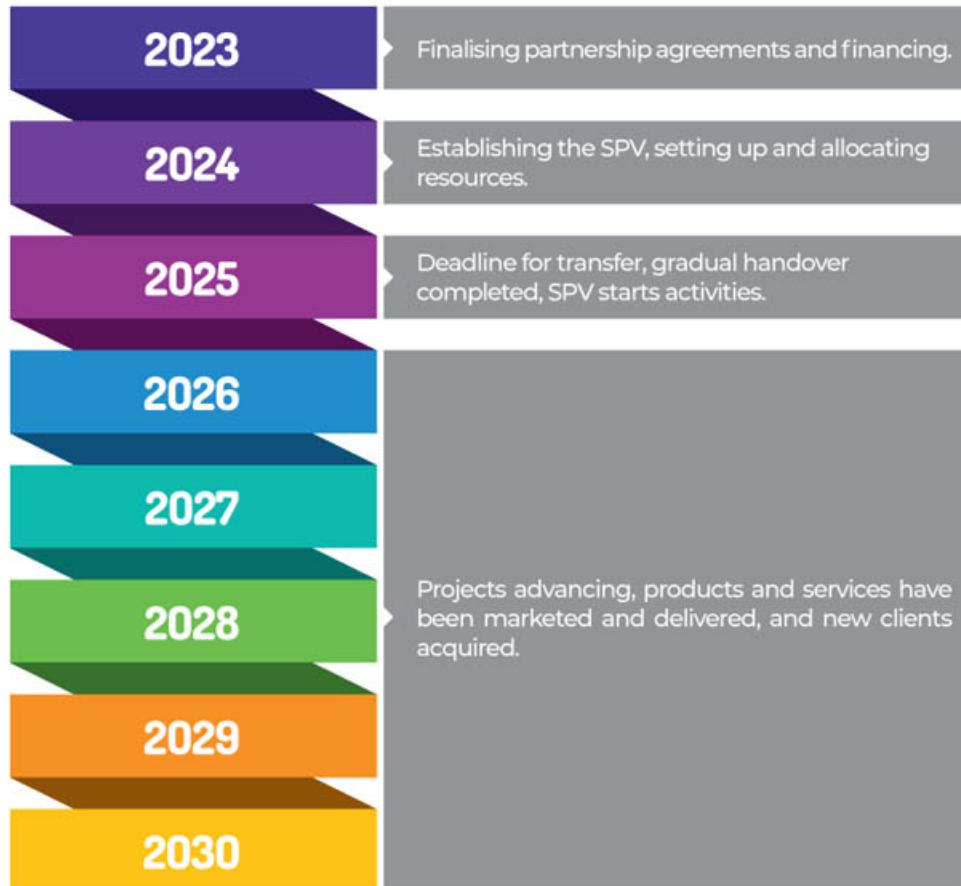 2023
Finalising partnership agreements and financing.
2024
Establishing the SPV, setting up and allocating
resources.
2025
Deadline for transfer, gradual handover
completed, SPV starts activities.
2026
2027
2028
Projects advancing, products and services have
been marketed and delivered, and new clients
acquired.
2029
2030